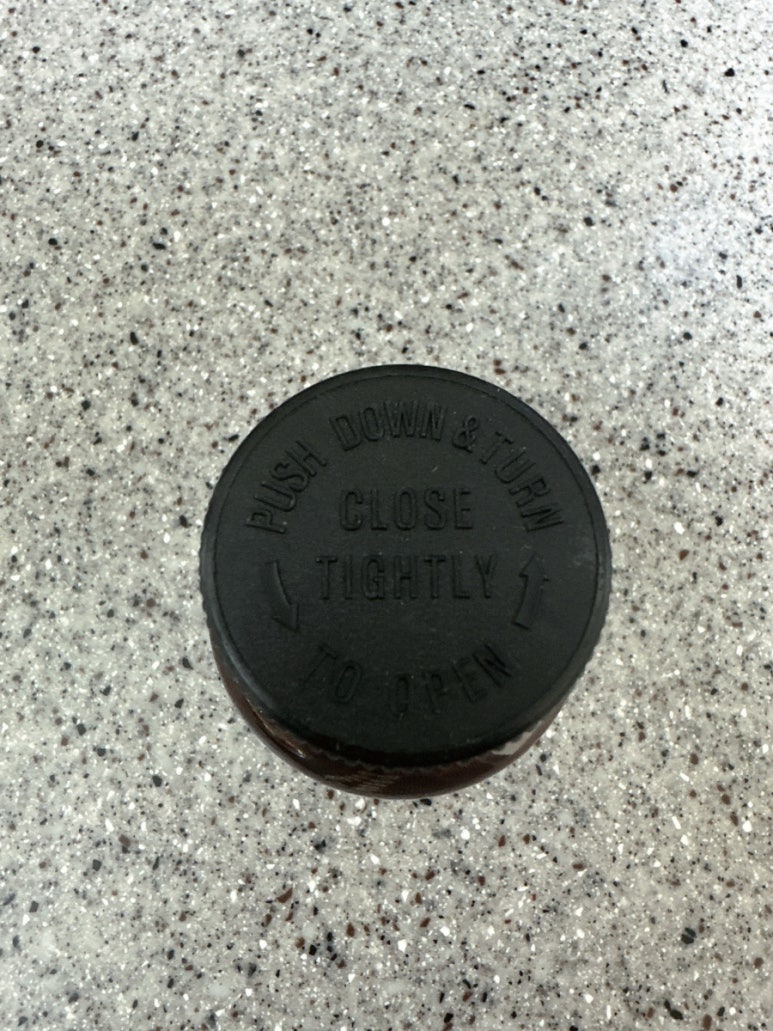 PUSH DOWN & TURN
CLOSE
TIGHTLY
TO OPEN